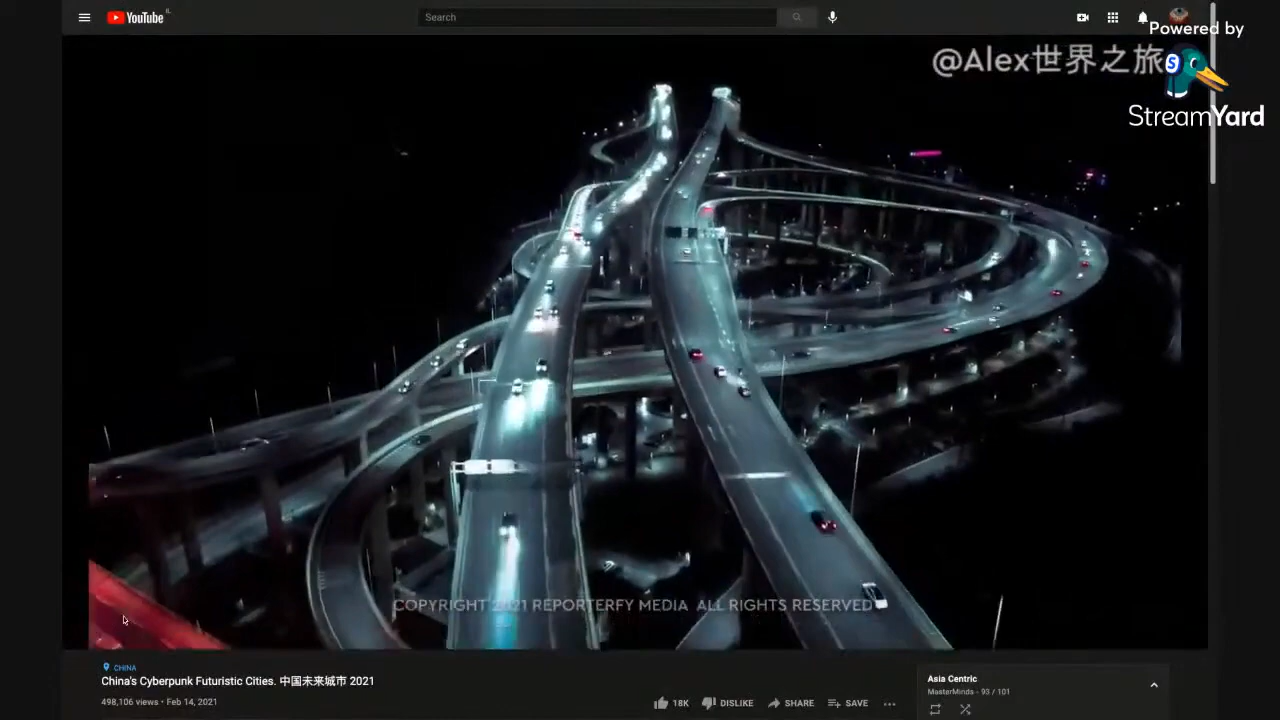 YouTube IL
Search
Powered by
@Alex世界之旅
S
StreamYard
COPYRIGHT 2021 REPORTERFY MEDIA ALL RIGHTS RESERVED
CHINA
China's Cyberpunk Futuristic Cities. 中国未来城市 2021
498,106 views • Feb 14, 2021
18K DISLIKE SHARE SAVE
Asia Centric
MasterMinds - 93 / 101